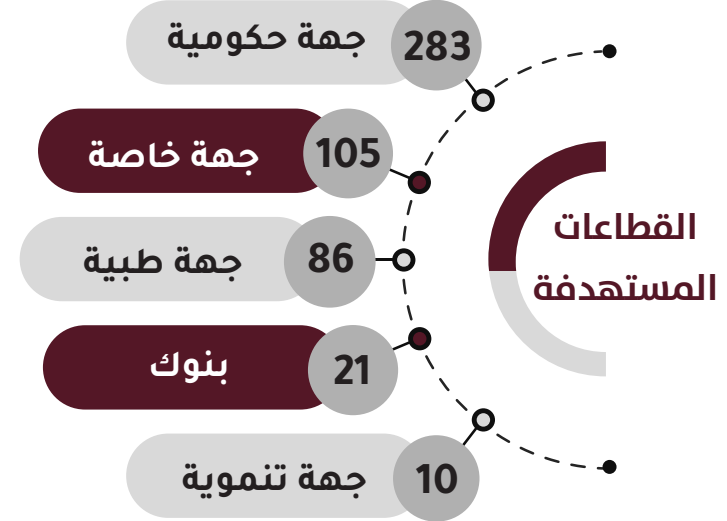 القطاعات
المستهدفة
283 جهة حكومية
105 جهة خاصة
86 جهة طبية
21 بنوك
10 جهة تنموية